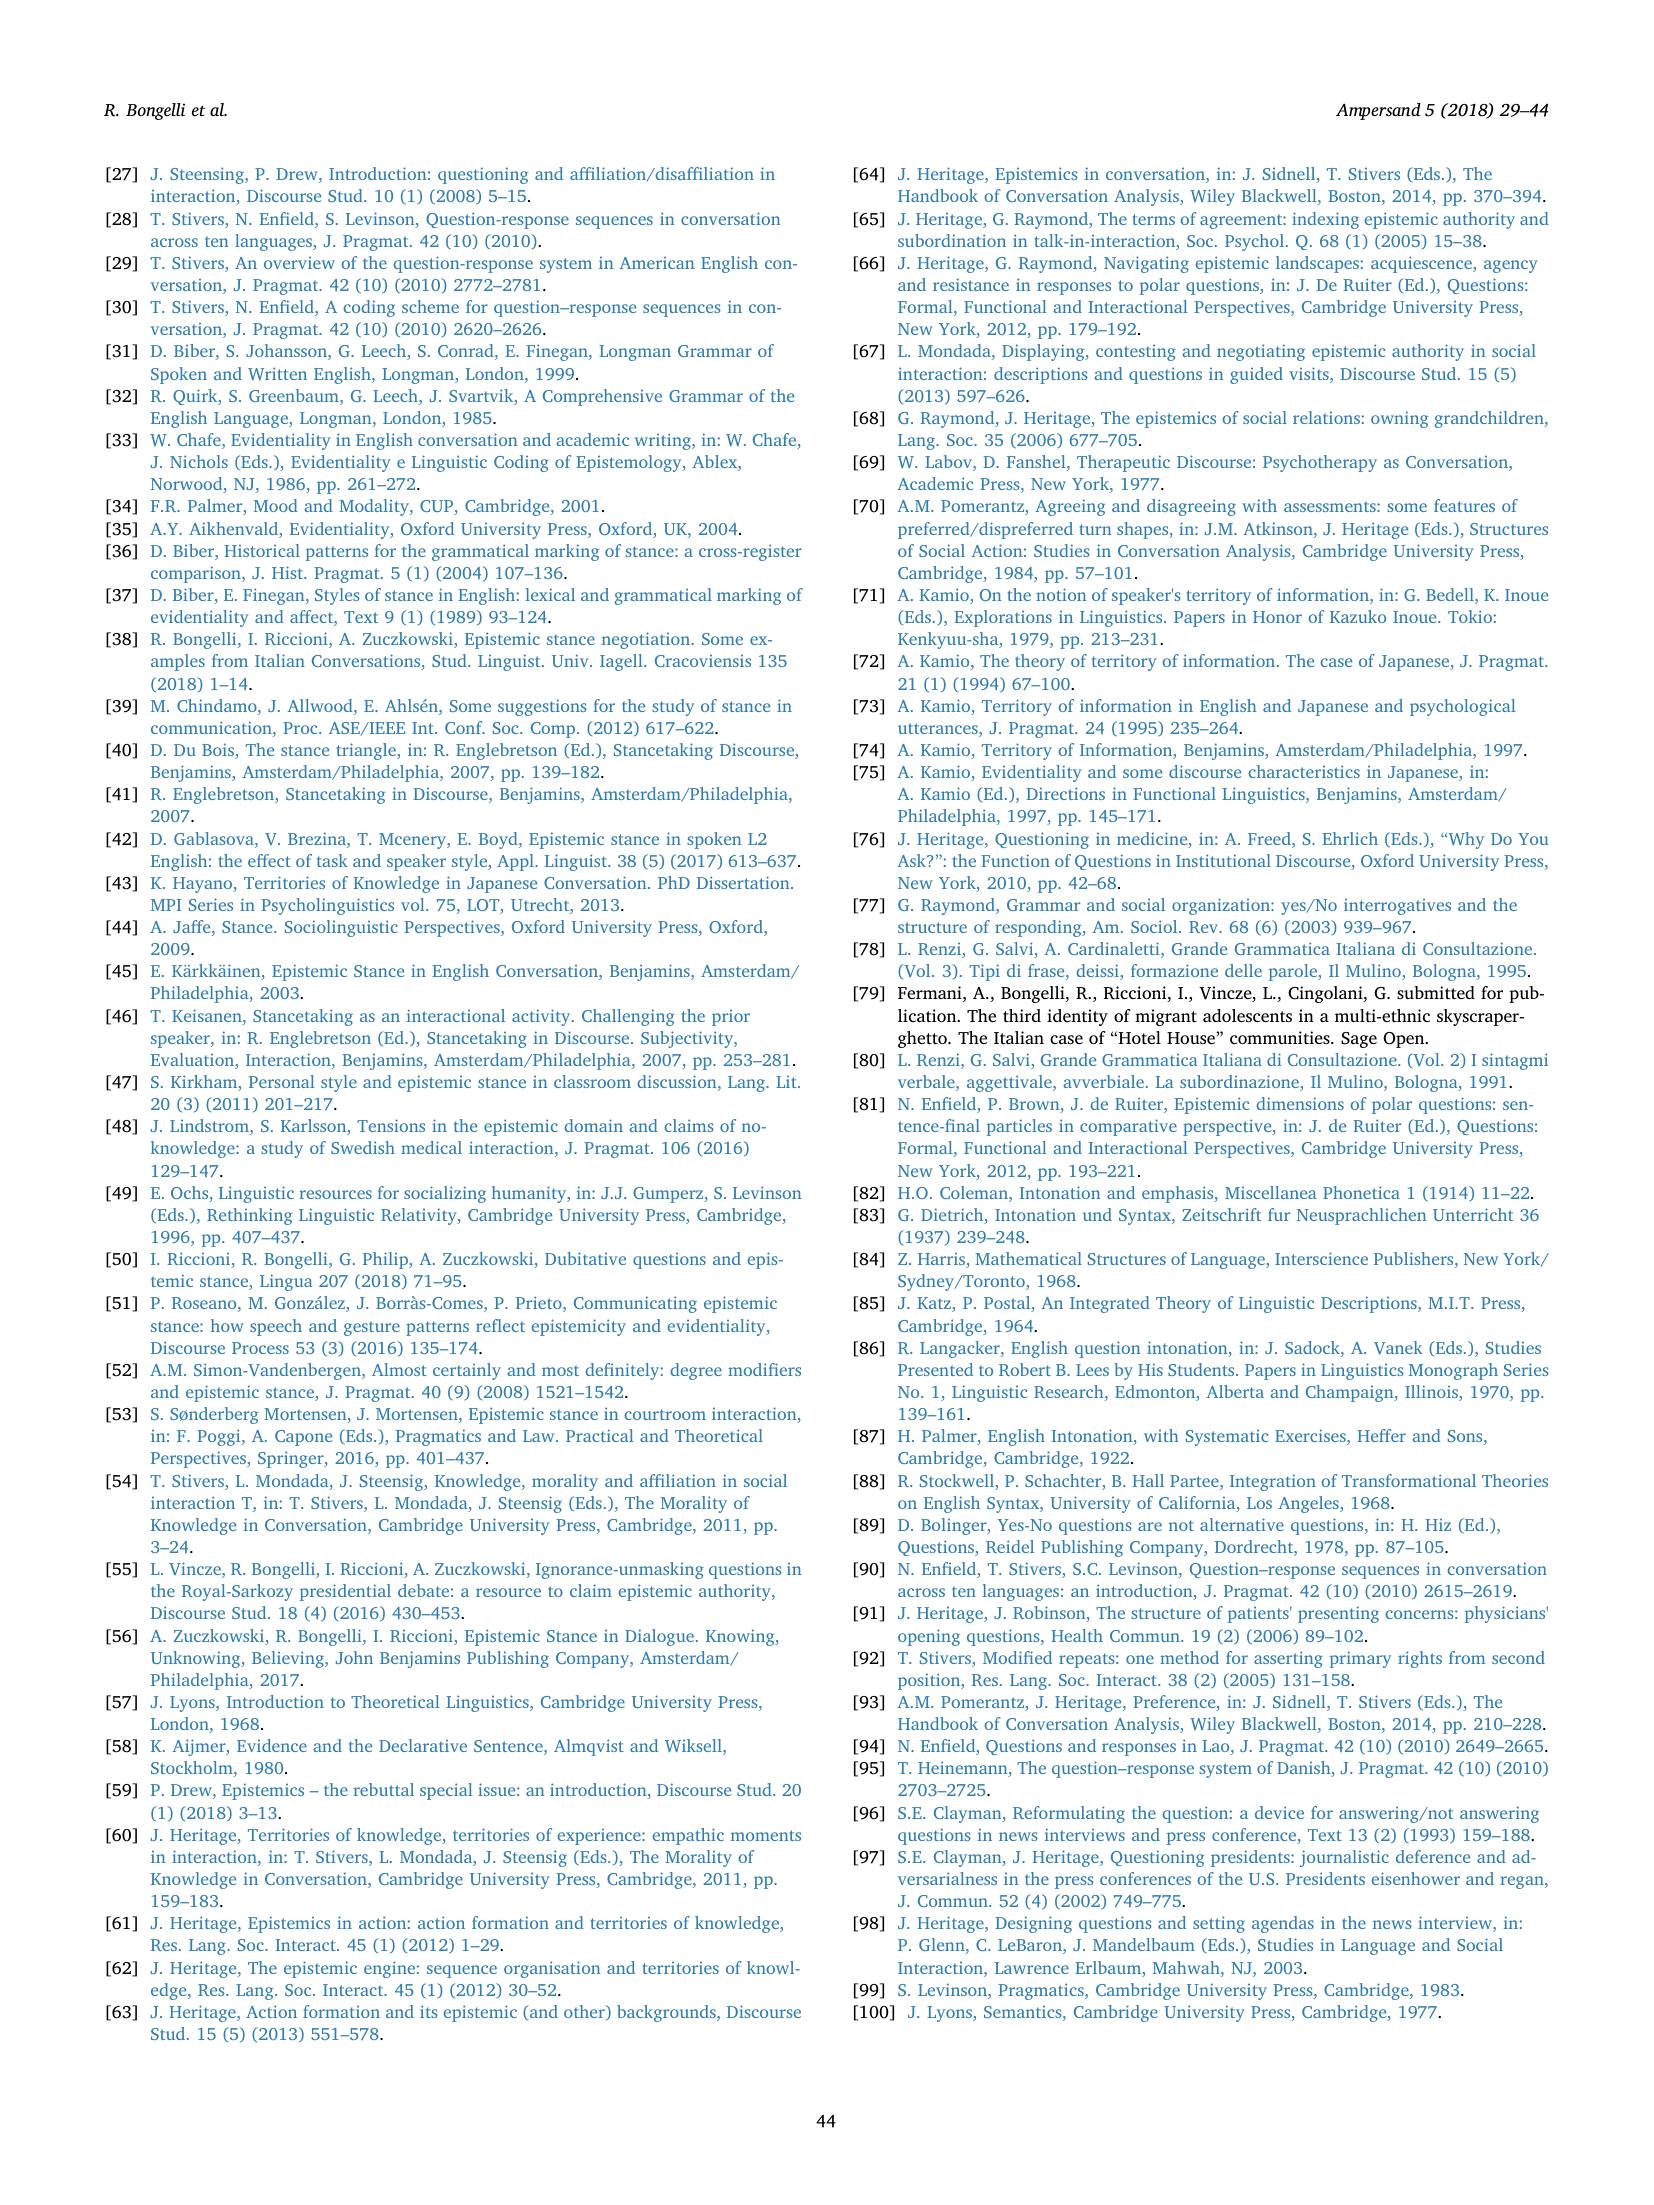 R. Bongelli et al.
Ampersand 5 (2018) 29–44
[27] J. Steensing, P. Drew, Introduction: questioning and affiliation/disaffiliation in
interaction, Discourse Stud. 10 (1) (2008) 5–15.
[28] T. Stivers, N. Enfield, S. Levinson, Question-response sequences in conversation
across ten languages, J. Pragmat. 42 (10) (2010).
[29] T. Stivers, An overview of the question-response system in American English con-
versation, J. Pragmat. 42 (10) (2010) 2772–2781.
[30] T. Stivers, N. Enfield, A coding scheme for question–response sequences in con-
versation, J. Pragmat. 42 (10) (2010) 2620–2626.
[31] D. Biber, S. Johansson, G. Leech, S. Conrad, E. Finegan, Longman Grammar of
Spoken and Written English, Longman, London, 1999.
[32] R. Quirk, S. Greenbaum, G. Leech, J. Svartvik, A Comprehensive Grammar of the
English Language, Longman, London, 1985.
[33] W. Chafe, Evidentiality in English conversation and academic writing, in: W. Chafe,
J. Nichols (Eds.), Evidentiality e Linguistic Coding of Epistemology, Ablex,
Norwood, NJ, 1986, pp. 261–272.
[34] F.R. Palmer, Mood and Modality, CUP, Cambridge, 2001.
[35] A.Y. Aikhenvald, Evidentiality, Oxford University Press, Oxford, UK, 2004.
[36] D. Biber, Historical patterns for the grammatical marking of stance: a cross-register
comparison, J. Hist. Pragmat. 5 (1) (2004) 107–136.
[37] D. Biber, E. Finegan, Styles of stance in English: lexical and grammatical marking of
evidentiality and affect, Text 9 (1) (1989) 93–124.
[38] R. Bongelli, I. Riccioni, A. Zuczkowski, Epistemic stance negotiation. Some ex-
amples from Italian Conversations, Stud. Linguist. Univ. Iagell. Cracoviensis 135
(2018) 1–14.
[39] M. Chindamo, J. Allwood, E. Ahlsén, Some suggestions for the study of stance in
communication, Proc. ASE/IEEE Int. Conf. Soc. Comp. (2012) 617–622.
[40] D. Du Bois, The stance triangle, in: R. Englebretson (Ed.), Stancetaking Discourse,
Benjamins, Amsterdam/Philadelphia, 2007, pp. 139–182.
[41] R. Englebretson, Stancetaking in Discourse, Benjamins, Amsterdam/Philadelphia,
2007.
[42] D. Gablasova, V. Brezina, T. Mcenery, E. Boyd, Epistemic stance in spoken L2
English: the effect of task and speaker style, Appl. Linguist. 38 (5) (2017) 613–637.
[43] K. Hayano, Territories of Knowledge in Japanese Conversation. PhD Dissertation.
MPI Series in Psycholinguistics vol. 75, LOT, Utrecht, 2013.
[44] A. Jaffe, Stance. Sociolinguistic Perspectives, Oxford University Press, Oxford,
2009.
[45] E. Kärkkäinen, Epistemic Stance in English Conversation, Benjamins, Amsterdam/
Philadelphia, 2003.
[46] T. Keisanen, Stancetaking as an interactional activity. Challenging the prior
speaker, in: R. Englebretson (Ed.), Stancetaking in Discourse. Subjectivity,
Evaluation, Interaction, Benjamins, Amsterdam/Philadelphia, 2007, pp. 253–281.
[47] S. Kirkham, Personal style and epistemic stance in classroom discussion, Lang. Lit.
20 (3) (2011) 201–217.
[48] J. Lindstrom, S. Karlsson, Tensions in the epistemic domain and claims of no-
knowledge: a study of Swedish medical interaction, J. Pragmat. 106 (2016)
129–147.
[49] E. Ochs, Linguistic resources for socializing humanity, in: J.J. Gumperz, S. Levinson
(Eds.), Rethinking Linguistic Relativity, Cambridge University Press, Cambridge,
1996, pp. 407–437.
[50] I. Riccioni, R. Bongelli, G. Philip, A. Zuczkowski, Dubitative questions and epis-
temic stance, Lingua 207 (2018) 71–95.
[51] P. Roseano, M. González, J. Borràs-Comes, P. Prieto, Communicating epistemic
stance: how speech and gesture patterns reflect epistemicity and evidentiality,
Discourse Process 53 (3) (2016) 135–174.
[52] A.M. Simon-Vandenbergen, Almost certainly and most definitely: degree modifiers
and epistemic stance, J. Pragmat. 40 (9) (2008) 1521–1542.
[53] S. Sønderberg Mortensen, J. Mortensen, Epistemic stance in courtroom interaction,
in: F. Poggi, A. Capone (Eds.), Pragmatics and Law. Practical and Theoretical
Perspectives, Springer, 2016, pp. 401–437.
[54] T. Stivers, L. Mondada, J. Steensig, Knowledge, morality and affiliation in social
interaction T, in: T. Stivers, L. Mondada, J. Steensig (Eds.), The Morality of
Knowledge in Conversation, Cambridge University Press, Cambridge, 2011, pp.
3–24.
[55] L. Vincze, R. Bongelli, I. Riccioni, A. Zuczkowski, Ignorance-unmasking questions in
the Royal-Sarkozy presidential debate: a resource to claim epistemic authority,
Discourse Stud. 18 (4) (2016) 430–453.
[56] A. Zuczkowski, R. Bongelli, I. Riccioni, Epistemic Stance in Dialogue. Knowing,
Unknowing, Believing, John Benjamins Publishing Company, Amsterdam/
Philadelphia, 2017.
[57] J. Lyons, Introduction to Theoretical Linguistics, Cambridge University Press,
London, 1968.
[58] K. Aijmer, Evidence and the Declarative Sentence, Almqvist and Wiksell,
Stockholm, 1980.
[59] P. Drew, Epistemics – the rebuttal special issue: an introduction, Discourse Stud. 20
(1) (2018) 3–13.
[60] J. Heritage, Territories of knowledge, territories of experience: empathic moments
in interaction, in: T. Stivers, L. Mondada, J. Steensig (Eds.), The Morality of
Knowledge in Conversation, Cambridge University Press, Cambridge, 2011, pp.
159–183.
[61] J. Heritage, Epistemics in action: action formation and territories of knowledge,
Res. Lang. Soc. Interact. 45 (1) (2012) 1–29.
[62] J. Heritage, The epistemic engine: sequence organisation and territories of knowl-
edge, Res. Lang. Soc. Interact. 45 (1) (2012) 30–52.
[63] J. Heritage, Action formation and its epistemic (and other) backgrounds, Discourse
Stud. 15 (5) (2013) 551–578.
[64] J. Heritage, Epistemics in conversation, in: J. Sidnell, T. Stivers (Eds.), The
Handbook of Conversation Analysis, Wiley Blackwell, Boston, 2014, pp. 370–394.
[65] J. Heritage, G. Raymond, The terms of agreement: indexing epistemic authority and
subordination in talk-in-interaction, Soc. Psychol. Q. 68 (1) (2005) 15–38.
[66] J. Heritage, G. Raymond, Navigating epistemic landscapes: acquiescence, agency
and resistance in responses to polar questions, in: J. De Ruiter (Ed.), Questions:
Formal, Functional and Interactional Perspectives, Cambridge University Press,
New York, 2012, pp. 179–192.
[67] L. Mondada, Displaying, contesting and negotiating epistemic authority in social
interaction: descriptions and questions in guided visits, Discourse Stud. 15 (5)
(2013) 597–626.
[68] G. Raymond, J. Heritage, The epistemics of social relations: owning grandchildren,
Lang. Soc. 35 (2006) 677–705.
[69] W. Labov, D. Fanshel, Therapeutic Discourse: Psychotherapy as Conversation,
Academic Press, New York, 1977.
[70] A.M. Pomerantz, Agreeing and disagreeing with assessments: some features of
preferred/dispreferred turn shapes, in: J.M. Atkinson, J. Heritage (Eds.), Structures
of Social Action: Studies in Conversation Analysis, Cambridge University Press,
Cambridge, 1984, pp. 57–101.
[71] A. Kamio, On the notion of speaker's territory of information, in: G. Bedell, K. Inoue
(Eds.), Explorations in Linguistics. Papers in Honor of Kazuko Inoue. Tokio:
Kenkyuu-sha, 1979, pp. 213–231.
[72] A. Kamio, The theory of territory of information. The case of Japanese, J. Pragmat.
21 (1) (1994) 67–100.
[73] A. Kamio, Territory of information in English and Japanese and psychological
utterances, J. Pragmat. 24 (1995) 235–264.
[74] A. Kamio, Territory of Information, Benjamins, Amsterdam/Philadelphia, 1997.
[75] A. Kamio, Evidentiality and some discourse characteristics in Japanese, in:
A. Kamio (Ed.), Directions in Functional Linguistics, Benjamins, Amsterdam/
Philadelphia, 1997, pp. 145–171.
[76] J. Heritage, Questioning in medicine, in: A. Freed, S. Ehrlich (Eds.), “Why Do You
Ask?”: the Function of Questions in Institutional Discourse, Oxford University Press,
New York, 2010, pp. 42–68.
[77] G. Raymond, Grammar and social organization: yes/No interrogatives and the
structure of responding, Am. Sociol. Rev. 68 (6) (2003) 939–967.
[78] L. Renzi, G. Salvi, A. Cardinaletti, Grande Grammatica Italiana di Consultazione.
(Vol. 3). Tipi di frase, deissi, formazione delle parole, Il Mulino, Bologna, 1995.
[79] Fermani, A., Bongelli, R., Riccioni, I., Vincze, L., Cingolani, G. submitted for pub-
lication. The third identity of migrant adolescents in a multi-ethnic skyscraper-
ghetto. The Italian case of “Hotel House” communities. Sage Open.
[80] L. Renzi, G. Salvi, Grande Grammatica Italiana di Consultazione. (Vol. 2) I sintagmi
verbale, aggettivale, avverbiale. La subordinazione, Il Mulino, Bologna, 1991.
[81] N. Enfield, P. Brown, J. de Ruiter, Epistemic dimensions of polar questions: sen-
tence-final particles in comparative perspective, in: J. de Ruiter (Ed.), Questions:
Formal, Functional and Interactional Perspectives, Cambridge University Press,
New York, 2012, pp. 193–221.
[82] H.O. Coleman, Intonation and emphasis, Miscellanea Phonetica 1 (1914) 11–22.
[83] G. Dietrich, Intonation und Syntax, Zeitschrift fur Neusprachlichen Unterricht 36
(1937) 239–248.
[84] Z. Harris, Mathematical Structures of Language, Interscience Publishers, New York/
Sydney/Toronto, 1968.
[85] J. Katz, P. Postal, An Integrated Theory of Linguistic Descriptions, M.I.T. Press,
Cambridge, 1964.
[86] R. Langacker, English question intonation, in: J. Sadock, A. Vanek (Eds.), Studies
Presented to Robert B. Lees by His Students. Papers in Linguistics Monograph Series
No. 1, Linguistic Research, Edmonton, Alberta and Champaign, Illinois, 1970, pp.
139–161.
[87] H. Palmer, English Intonation, with Systematic Exercises, Heffer and Sons,
Cambridge, Cambridge, 1922.
[88] R. Stockwell, P. Schachter, B. Hall Partee, Integration of Transformational Theories
on English Syntax, University of California, Los Angeles, 1968.
[89] D. Bolinger, Yes-No questions are not alternative questions, in: H. Hiz (Ed.),
Questions, Reidel Publishing Company, Dordrecht, 1978, pp. 87–105.
[90] N. Enfield, T. Stivers, S.C. Levinson, Question–response sequences in conversation
across ten languages: an introduction, J. Pragmat. 42 (10) (2010) 2615–2619.
[91] J. Heritage, J. Robinson, The structure of patients' presenting concerns: physicians'
opening questions, Health Commun. 19 (2) (2006) 89–102.
[92] T. Stivers, Modified repeats: one method for asserting primary rights from second
position, Res. Lang. Soc. Interact. 38 (2) (2005) 131–158.
[93] A.M. Pomerantz, J. Heritage, Preference, in: J. Sidnell, T. Stivers (Eds.), The
Handbook of Conversation Analysis, Wiley Blackwell, Boston, 2014, pp. 210–228.
[94] N. Enfield, Questions and responses in Lao, J. Pragmat. 42 (10) (2010) 2649–2665.
[95] T. Heinemann, The question–response system of Danish, J. Pragmat. 42 (10) (2010)
2703–2725.
[96] S.E. Clayman, Reformulating the question: a device for answering/not answering
questions in news interviews and press conference, Text 13 (2) (1993) 159–188.
[97] S.E. Clayman, J. Heritage, Questioning presidents: journalistic deference and ad-
versarialness in the press conferences of the U.S. Presidents eisenhower and regan,
J. Commun. 52 (4) (2002) 749–775.
[98] J. Heritage, Designing questions and setting agendas in the news interview, in:
P. Glenn, C. LeBaron, J. Mandelbaum (Eds.), Studies in Language and Social
Interaction, Lawrence Erlbaum, Mahwah, NJ, 2003.
[99] S. Levinson, Pragmatics, Cambridge University Press, Cambridge, 1983.
[100] J. Lyons, Semantics, Cambridge University Press, Cambridge, 1977.
44